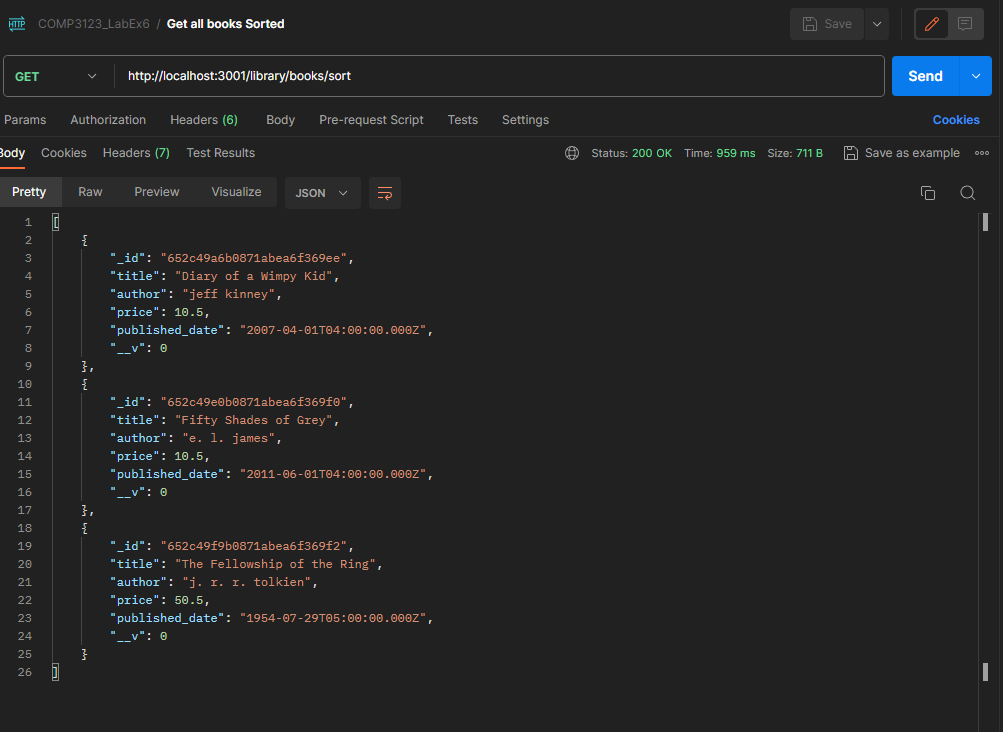 HTTP COMP3123_LabEx6 / Get all books Sorted Save
GET http://localhost:3001/library/books/sort Send
Params Authorization Headers (6) Body Pre-request Script Tests Settings Cookies
Body Cookies Headers (7) Test Results Status: 200 OK Time: 959 ms Size: 711 B Save as example
Pretty Raw Preview Visualize JSON
1 [
2 {
3 "_id": "652c49a6b0871abea6f369ee",
4 "title": "Diary of a Wimpy Kid",
5 "author": "jeff kinney",
6 "price": 10.5,
7 "published_date": "2007-04-01T04:00:00.000Z",
8 "__v": 0
9 },
10 {
11 "_id": "652c49e0b0871abea6f369f0",
12 "title": "Fifty Shades of Grey",
13 "author": "e. l. james",
14 "price": 10.5,
15 "published_date": "2011-06-01T04:00:00.000Z",
16 "__v": 0
17 },
18 {
19 "_id": "652c49f9b0871abea6f369f2",
20 "title": "The Fellowship of the Ring",
21 "author": "j. r. r. tolkien",
22 "price": 50.5,
23 "published_date": "1954-07-29T05:00:00.000Z",
24 "__v": 0
25 }
26 ]